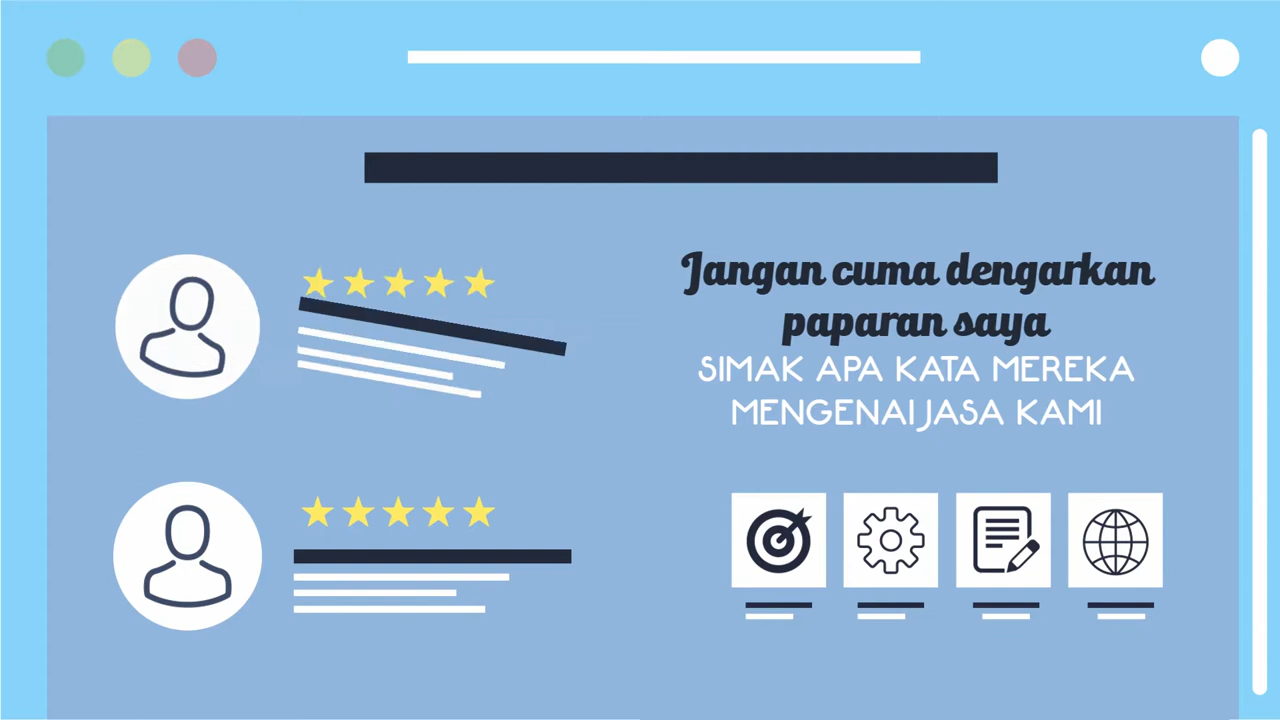 Jangan cuma dengarkan
paparan saya
SIMAK APA KATA MEREKA
MENGENAI JASA KAMI